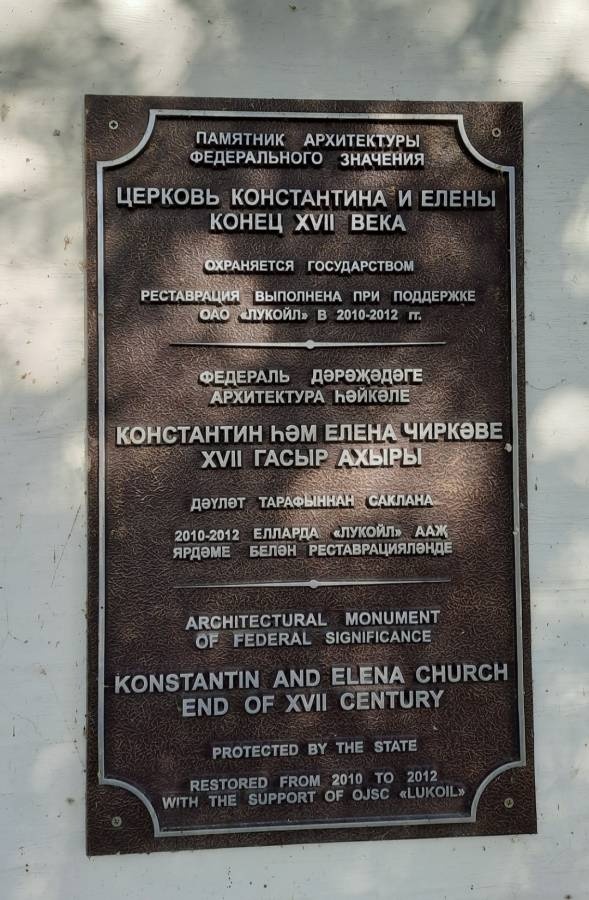 ПАМЯТНИК АРХИТЕКТУРЫ
ФЕДЕРАЛЬНОГО ЗНАЧЕНИЯ
ЦЕРКОВЬ КОНСТАНТИНА И ЕЛЕНЫ
КОНЕЦ XVII ВЕКА
ОХРАНЯЕТСЯ ГОСУДАРСТВОМ
РЕСТАВРАЦИЯ ВЫПОЛНЕНА ПРИ ПОДДЕРЖКЕ
ОАО «ЛУКОЙЛ» В 2010-2012 гг.
ФЕДЕРАЛЬ ДӘРӘҖӘДӘГЕ
АРХИТЕКТУРА ҺӘЙКӘЛЕ
КОНСТАНТИН ҺӘМ ЕЛЕНА ЧИРКӘВЕ
XVII ГАСЫР АХЫРЫ
ДӘҮЛӘТ ТАРАФЫННАН САКЛАНА
2010-2012 ЕЛЛАРДА «ЛУКОЙЛ» ААҖ
ЯРДӘМЕ БЕЛӘН РЕСТАВРАЦИЯЛӘНДЕ
ARCHITECTURAL MONUMENT
OF FEDERAL SIGNIFICANCE
KONSTANTIN AND ELENA CHURCH
END OF XVII CENTURY
PROTECTED BY THE STATE
RESTORED FROM 2010 TO 2012
WITH THE SUPPORT OF OJSC «LUKOIL»